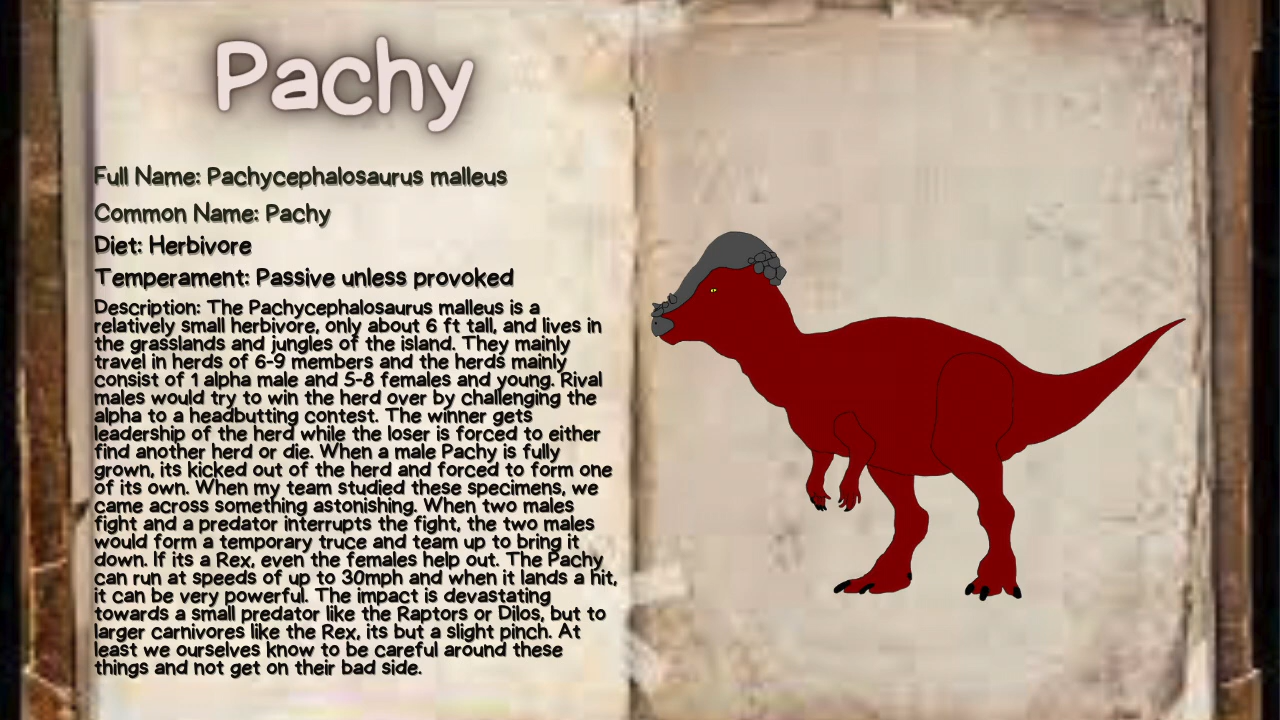 Pachy
Full Name: Pachycephalosaurus malleus
Common Name: Pachy
Diet: Herbivore
Temperament: Passive unless provoked
Description: The Pachycephalosaurus malleus is a
relatively small herbivore, only about 6 ft tall, and lives in
the grasslands and jungles of the island. They mainly
travel in herds of 6-9 members and the herds mainly
consist of 1 alpha male and 5-8 females and young. Rival
males would try to win the herd over by challenging the
alpha to a headbutting contest. The winner gets
leadership of the herd while the loser is forced to either
find another herd or die. When a male Pachy is fully
grown, its kicked out of the herd and forced to form one
of its own. When my team studied these specimens, we
came across something astonishing. When two males
fight and a predator interrupts the fight, the two males
would form a temporary truce and team up to bring it
down. If its a Rex, even the females help out. The Pachy
can run at speeds of up to 30mph and when it lands a hit,
it can be very powerful. The impact is devastating
towards a small predator like the Raptors or Dilos, but to
larger carnivores like the Rex, its but a slight pinch. At
least we ourselves know to be careful around these
things and not get on their bad side.